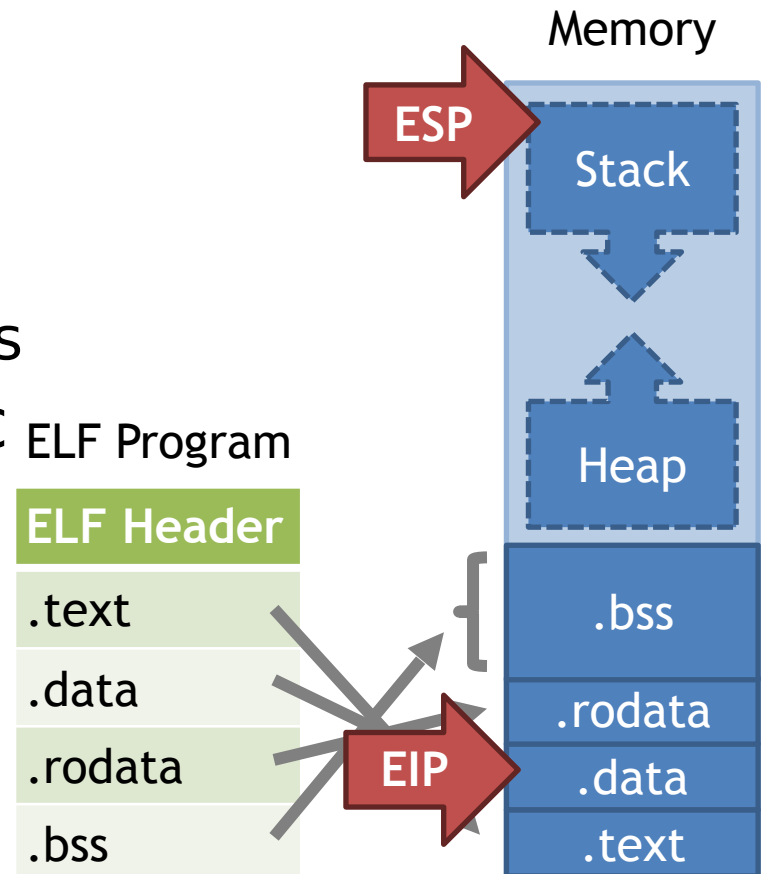 Memory
ESP
Stack
s
ELF Program
Heap
ELF Header
.text
.data
.rodata
.bss
EIP
.bss
.rodata
.data
.text